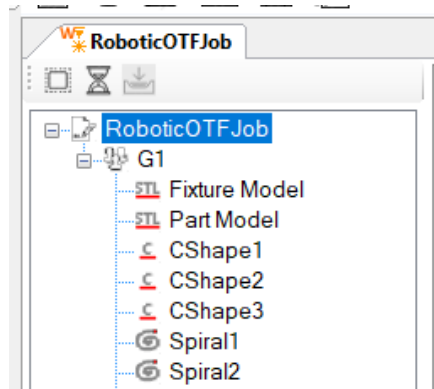 RoboticOTFJob
RoboticOTFJob
G1
STL Fixture Model
STL Part Model
C CShape1
C CShape2
C CShape3
Spiral1
Spiral2